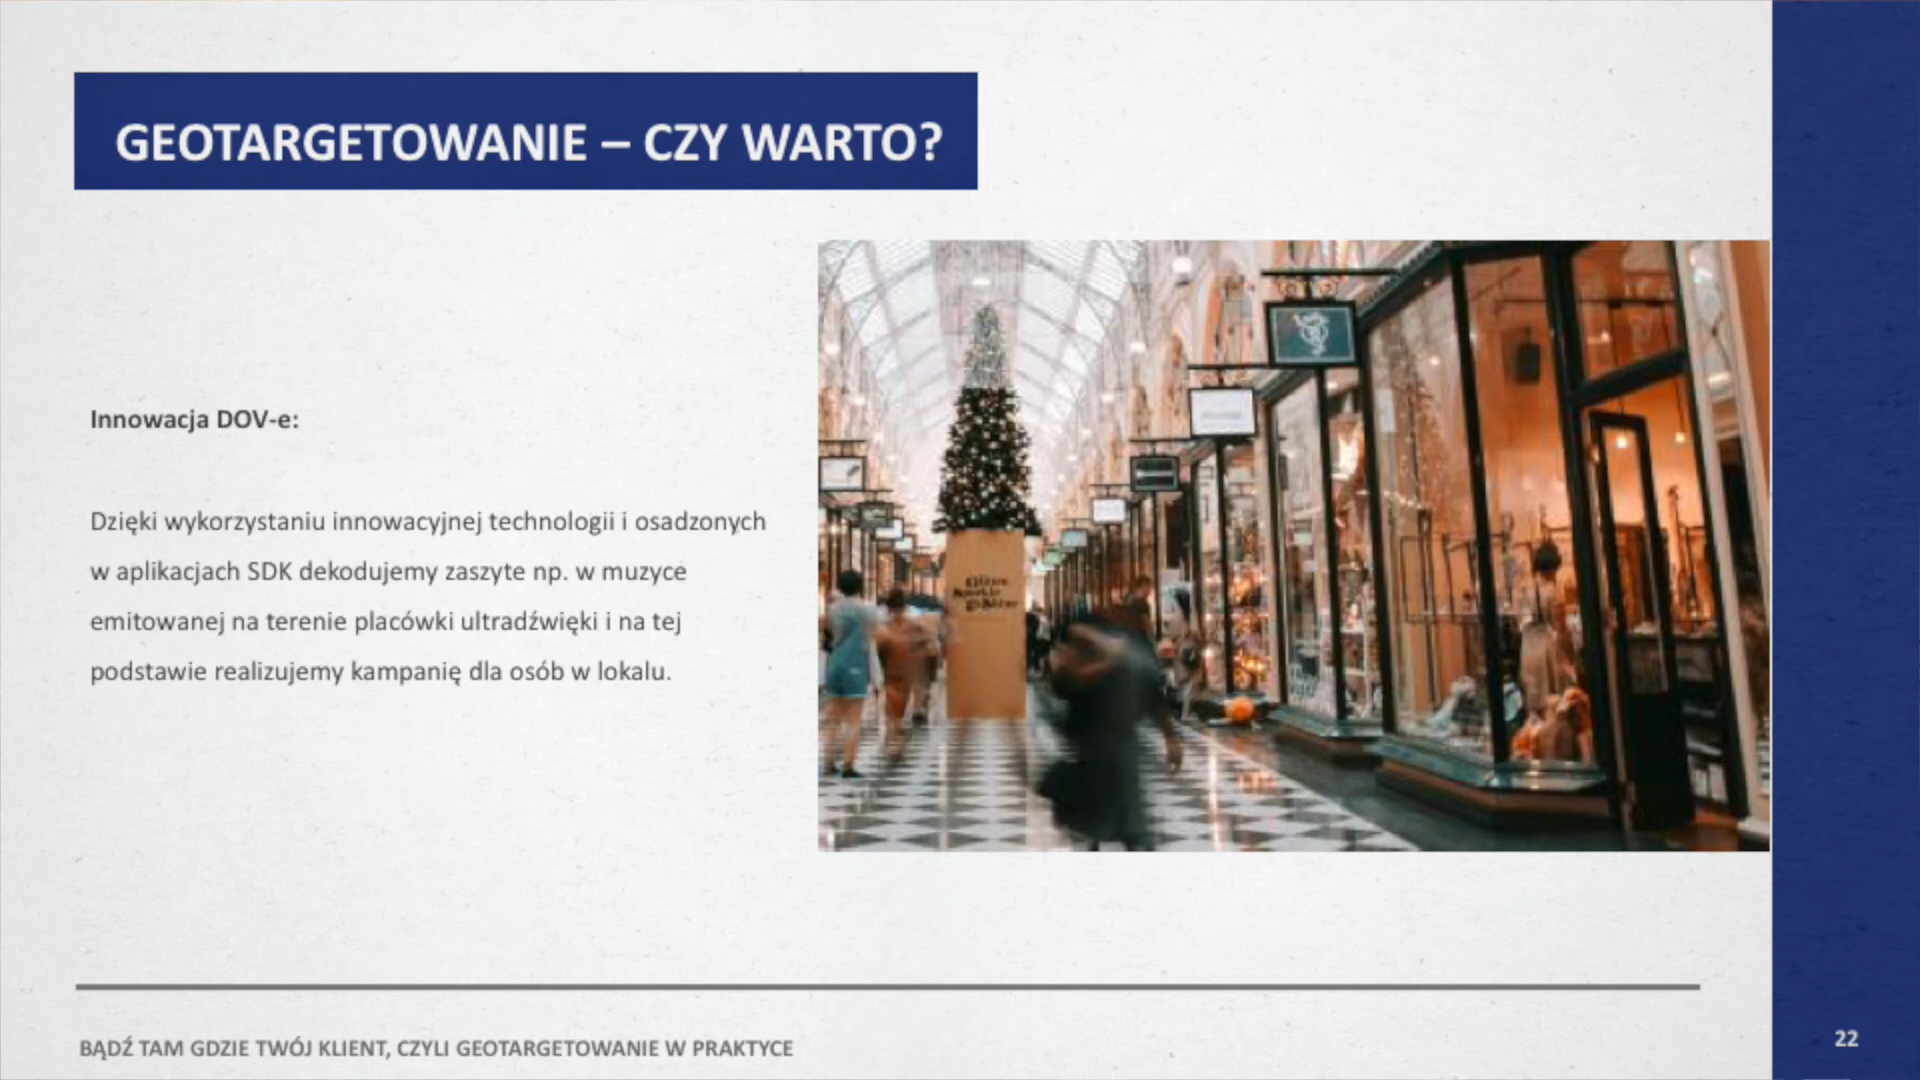 GEOTARGETOWANIE – CZY WARTO?
Innowacja DOV-e:
Dzięki wykorzystaniu innowacyjnej technologii i osadzonych
w aplikacjach SDK dekodujemy zaszyte np. w muzyce
emitowanej na terenie placówki ultradźwięki i na tej
podstawie realizujemy kampanię dla osób w lokalu.
BĄDŹ TAM GDZIE TWÓJ KLIENT, CZYLI GEOTARGETOWANIE W PRAKTYCE
22